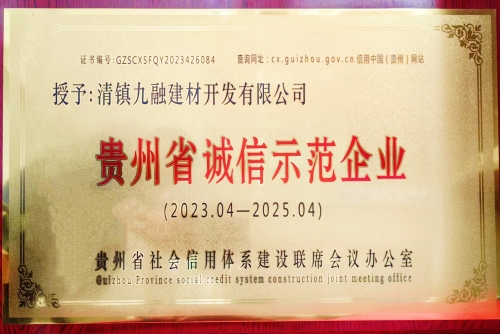 证书编号:GZSCXSFQY2023426084 查询网址:cx.guizhou.gov.cn 信用中国(贵州)网站
授予:清镇九融建材开发有限公司
贵州省诚信示范企业
(2023.04—2025.04)
贵州省社会信用体系建设联席会议办公室
Guizhou Province social credit system construction joint meeting office